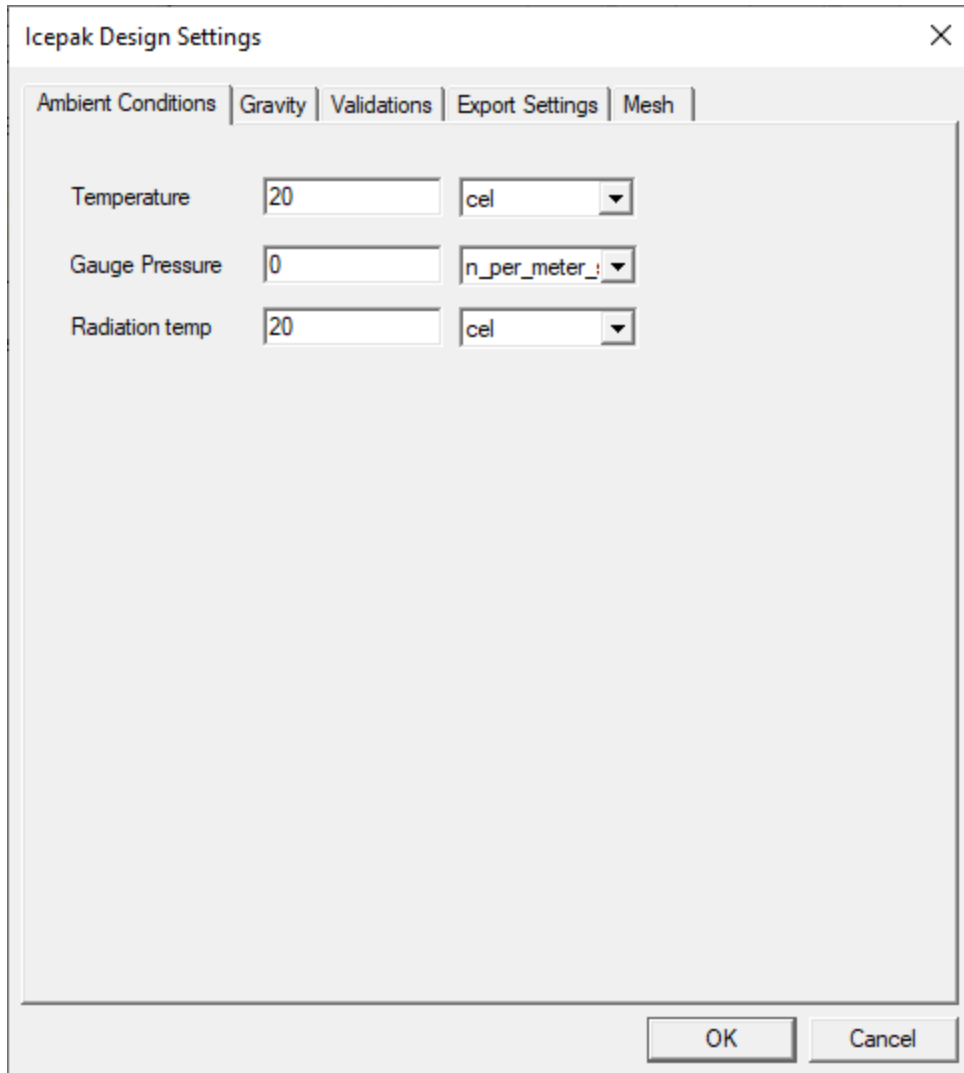 Icepak Design Settings
Ambient Conditions Gravity Validations Export Settings Mesh
Temperature 20 cel
Gauge Pressure 0 n_per_meter_
Radiation temp 20 cel
OK Cancel